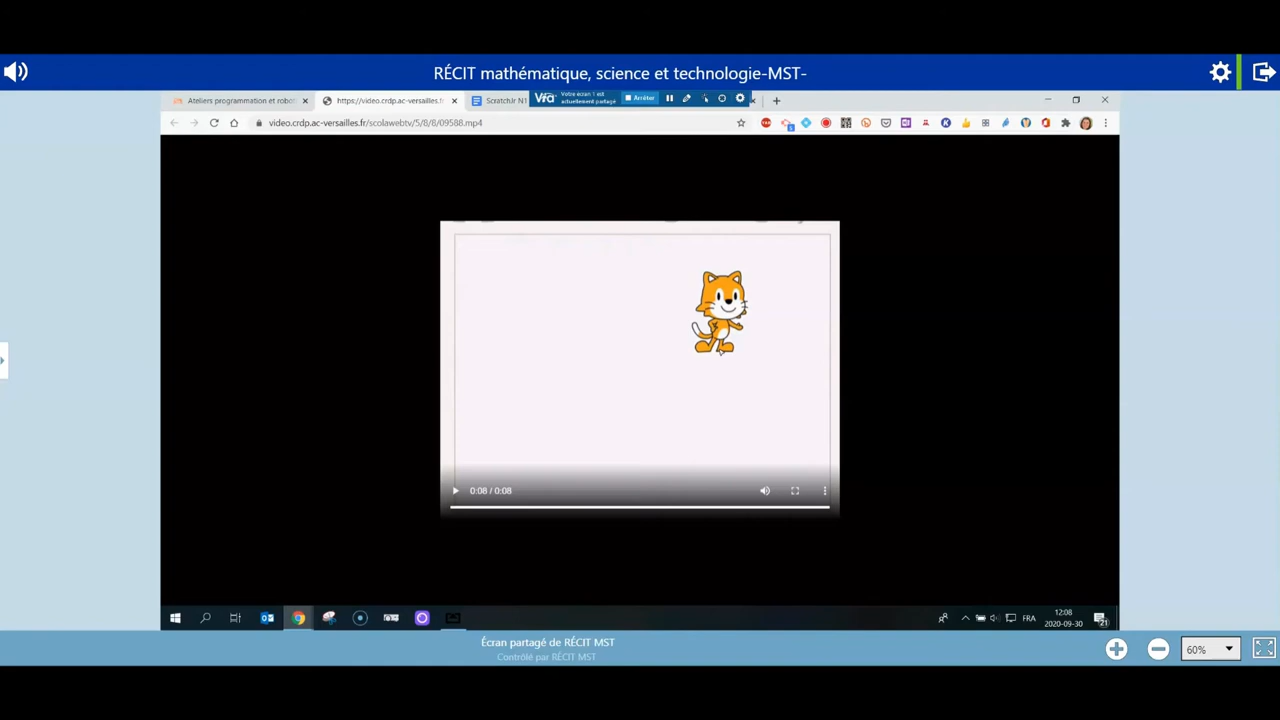 RÉCIT mathématique, science et technologie-MST-
Ateliers programmation et robot
https://video.crdp.ac-versailles.fr/
ScratchJr N1
Via
Votre écran 1 est
actuellement partagé
Arrêter
video.crdp.ac-versailles.fr/scolawebtv/5/8/8/09588.mp4
0:08 / 0:08
FRA
12:08
2020-09-30
21
Écran partagé de RÉCIT MST
Contrôlé par RÉCIT MST
60%